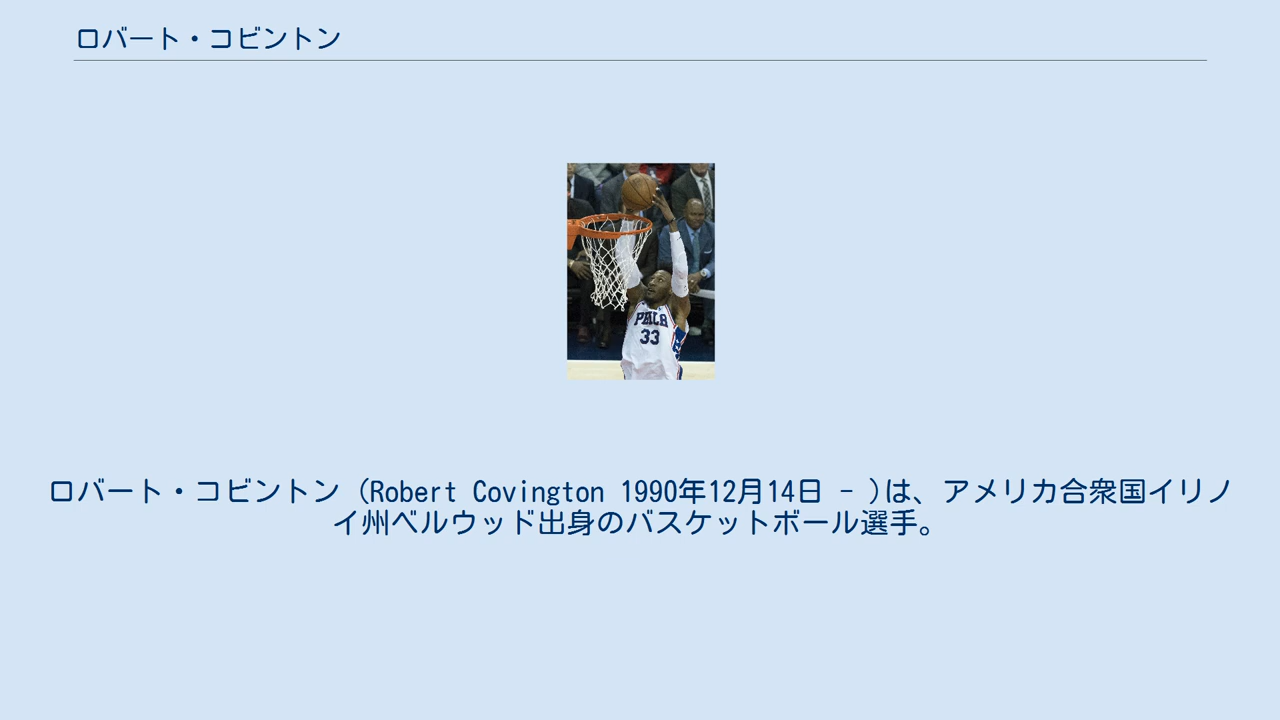 ロバート・コビントン
PHILA
33
ロバート・コビントン (Robert Covington 1990年12月14日 - )は、アメリカ合衆国イリノ
イ州ベルウッド出身のバスケットボール選手。